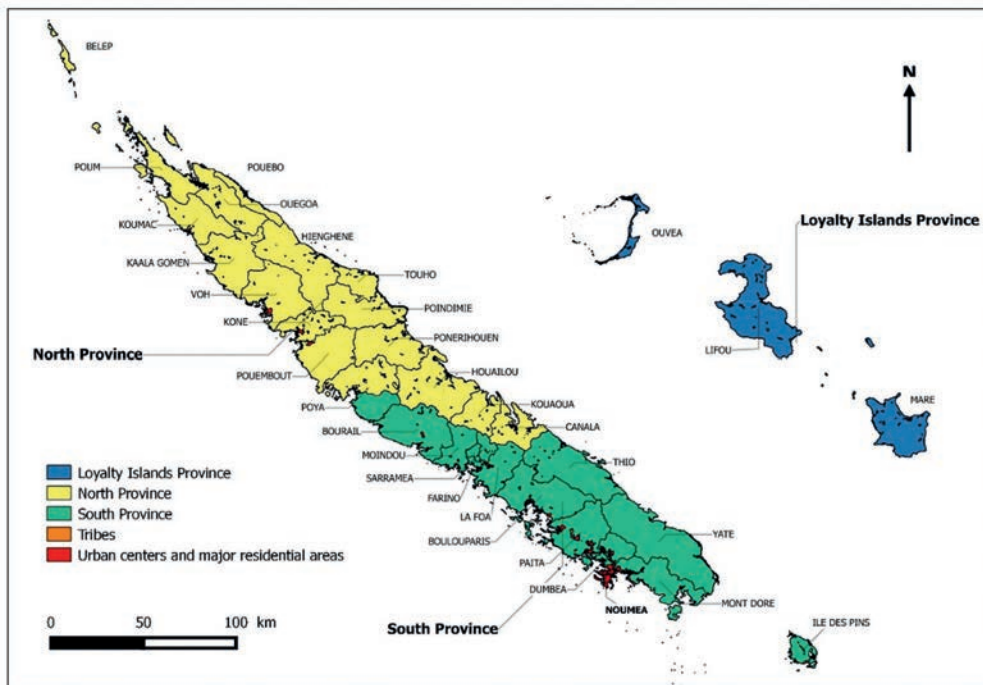 BELEP
N
POUM
POUEBO
OUEGOA
KOUMAC
HIENGHENE
OUVEA
Loyalty Islands Province
KAALA GOMEN
TOUHO
VOH
POINDIMIE
KONE
PONERIHOUEN
LIFOU
North Province
HOUAILOU
POUEMBOUT
KOUAOUA
MARE
POYA
CANALA
BOURAIL
MOINDOU
THIO
SARRAMEA
FARINO
LA FOA
BOULOUPARIS
YATE
PAITA
DUMBEA
NOUMEA
MONT DORE
South Province
ILE DES PINS
Loyalty Islands Province
North Province
South Province
Tribes
Urban centers and major residential areas
0 50 100 km